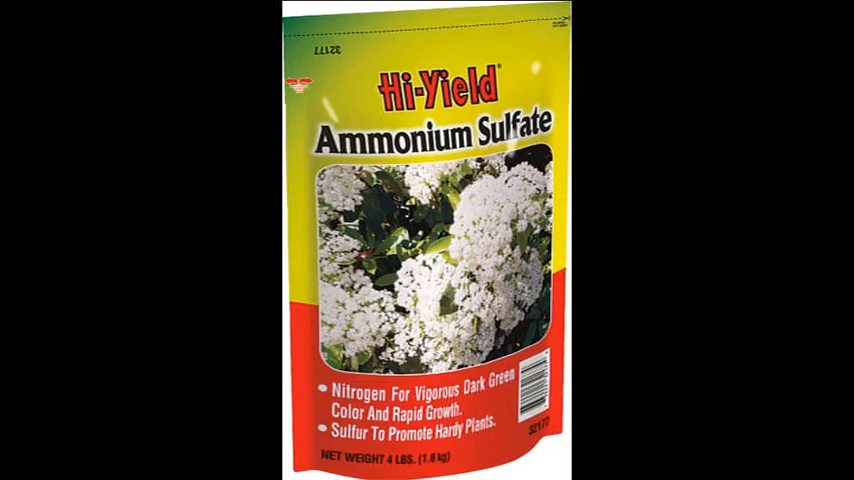 32177
Hi-Yield®
Ammonium Sulfate
• Nitrogen For Vigorous Dark Green
Color And Rapid Growth.
• Sulfur To Promote Hardy Plants.
32177
NET WEIGHT 4 LBS. (1.8 kg)